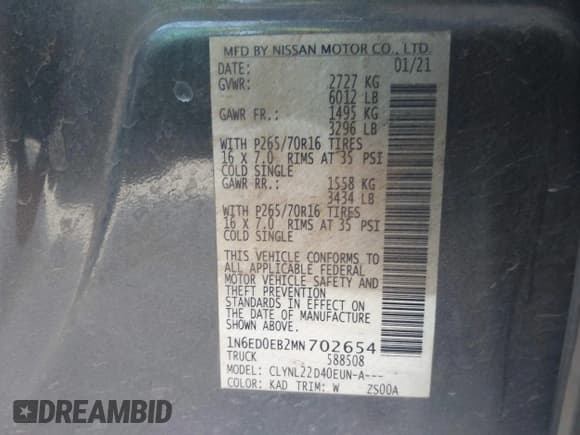 MFD BY NISSAN MOTOR CO., LTD.
DATE: 01/21
GVWR: 2727 KG
6012 LB
GAWR FR.: 1495 KG
3296 LB
WITH P265/70R16 TIRES
16 X 7.0 RIMS AT 35 PSI
COLD SINGLE
GAWR RR.: 1558 KG
3434 LB
WITH P265/70R16 TIRES
16 X 7.0 RIMS AT 35 PSI
COLD SINGLE
THIS VEHICLE CONFORMS TO
ALL APPLICABLE FEDERAL
MOTOR VEHICLE SAFETY AND
THEFT PREVENTION
STANDARDS IN EFFECT ON
THE DATE OF MANUFACTURE
SHOWN ABOVE.
1N6ED0EB2MN702654
TRUCK 588508
MODEL: CLYNL22D40EUN-A---
COLOR: KAD TRIM: W 2S00A
DREAMBID